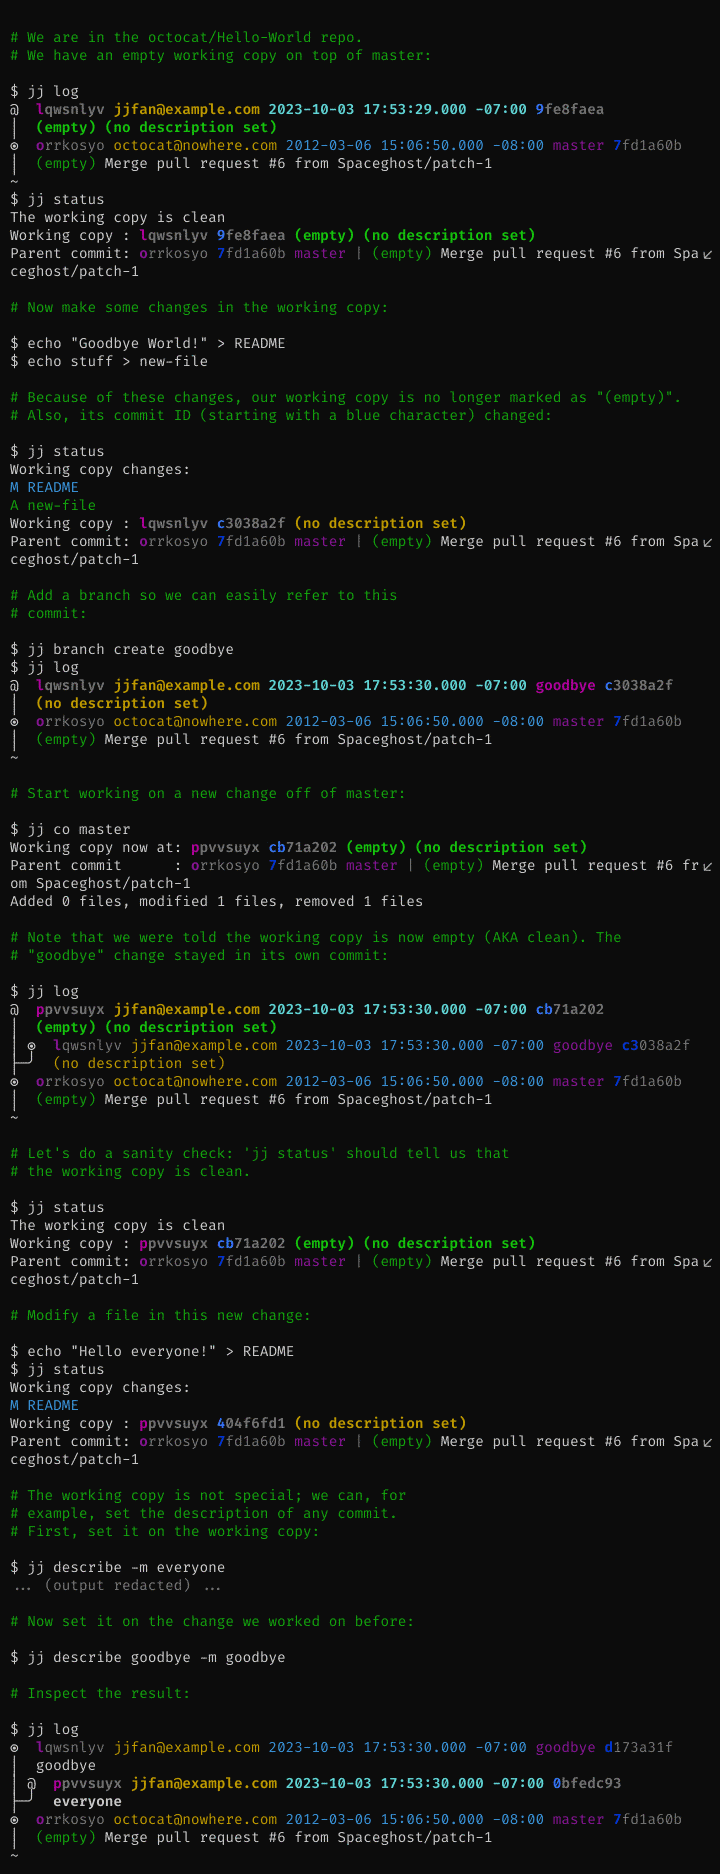 # We are in the octocat/Hello-World repo.
# We have an empty working copy on top of master:
$ jj log
@  lqwsnlyv jjfan@example.com 2023-10-03 17:53:29.000 -07:00 9fe8faea
│  (empty) (no description set)
◉  orrkosyo octocat@nowhere.com 2012-03-06 15:06:50.000 -08:00 master 7fd1a60b
│  (empty) Merge pull request #6 from Spaceghost/patch-1
~
$ jj status
The working copy is clean
Working copy : lqwsnlyv 9fe8faea (empty) (no description set)
Parent commit: orrkosyo 7fd1a60b master | (empty) Merge pull request #6 from Spa↙
ceghost/patch-1
# Now make some changes in the working copy:
$ echo "Goodbye World!" > README
$ echo stuff > new-file
# Because of these changes, our working copy is no longer marked as "(empty)".
# Also, its commit ID (starting with a blue character) changed:
$ jj status
Working copy changes:
M README
A new-file
Working copy : lqwsnlyv c3038a2f (no description set)
Parent commit: orrkosyo 7fd1a60b master | (empty) Merge pull request #6 from Spa↙
ceghost/patch-1
# Add a branch so we can easily refer to this
# commit:
$ jj branch create goodbye
$ jj log
@  lqwsnlyv jjfan@example.com 2023-10-03 17:53:30.000 -07:00 goodbye c3038a2f
│  (no description set)
◉  orrkosyo octocat@nowhere.com 2012-03-06 15:06:50.000 -08:00 master 7fd1a60b
│  (empty) Merge pull request #6 from Spaceghost/patch-1
~
# Start working on a new change off of master:
$ jj co master
Working copy now at: ppvvsuyx cb71a202 (empty) (no description set)
Parent commit      : orrkosyo 7fd1a60b master | (empty) Merge pull request #6 fr↙
om Spaceghost/patch-1
Added 0 files, modified 1 files, removed 1 files
# Note that we were told the working copy is now empty (AKA clean). The
# "goodbye" change stayed in its own commit:
$ jj log
@  ppvvsuyx jjfan@example.com 2023-10-03 17:53:30.000 -07:00 cb71a202
│  (empty) (no description set)
│ ◉  lqwsnlyv jjfan@example.com 2023-10-03 17:53:30.000 -07:00 goodbye c3038a2f
├─╯  (no description set)
◉  orrkosyo octocat@nowhere.com 2012-03-06 15:06:50.000 -08:00 master 7fd1a60b
│  (empty) Merge pull request #6 from Spaceghost/patch-1
~
# Let's do a sanity check: 'jj status' should tell us that
# the working copy is clean.
$ jj status
The working copy is clean
Working copy : ppvvsuyx cb71a202 (empty) (no description set)
Parent commit: orrkosyo 7fd1a60b master | (empty) Merge pull request #6 from Spa↙
ceghost/patch-1
# Modify a file in this new change:
$ echo "Hello everyone!" > README
$ jj status
Working copy changes:
M README
Working copy : ppvvsuyx 404f6fd1 (no description set)
Parent commit: orrkosyo 7fd1a60b master | (empty) Merge pull request #6 from Spa↙
ceghost/patch-1
# The working copy is not special; we can, for
# example, set the description of any commit.
# First, set it on the working copy:
$ jj describe -m everyone
... (output redacted) ...
# Now set it on the change we worked on before:
$ jj describe goodbye -m goodbye
# Inspect the result:
$ jj log
◉  lqwsnlyv jjfan@example.com 2023-10-03 17:53:30.000 -07:00 goodbye d173a31f
│  goodbye
│ @  ppvvsuyx jjfan@example.com 2023-10-03 17:53:30.000 -07:00 0bfedc93
├─╯  everyone
◉  orrkosyo octocat@nowhere.com 2012-03-06 15:06:50.000 -08:00 master 7fd1a60b
│  (empty) Merge pull request #6 from Spaceghost/patch-1
~